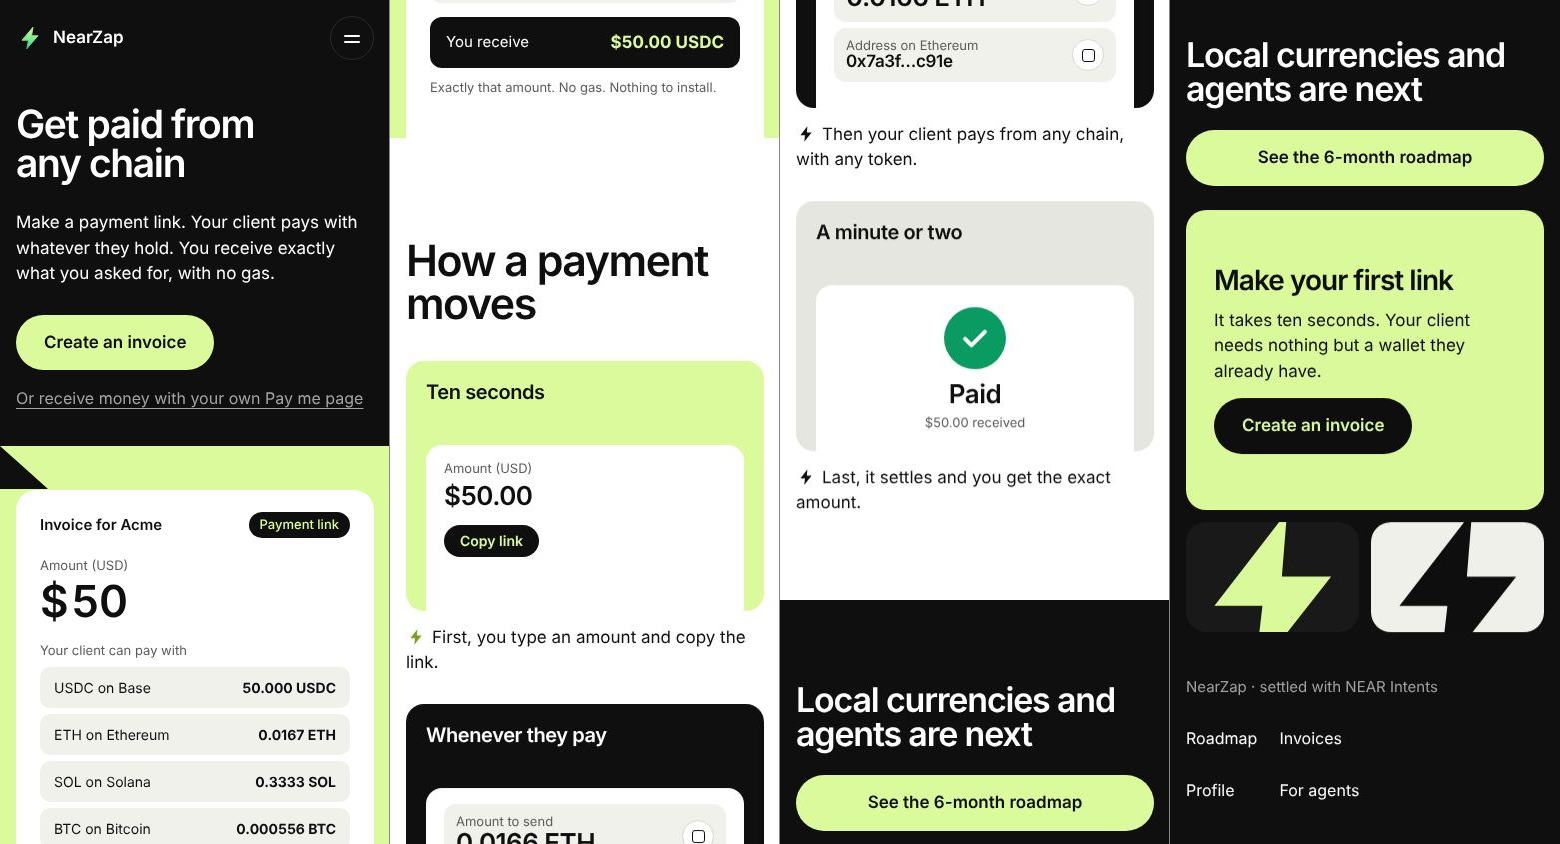 NearZap
Get paid from
any chain
Make a payment link. Your client pays with
whatever they hold. You receive exactly
what you asked for, with no gas.
Create an invoice
Or receive money with your own Pay me page
Invoice for Acme
Payment link
Amount (USD)
$50
Your client can pay with
USDC on Base 50.000 USDC
ETH on Ethereum 0.0167 ETH
SOL on Solana 0.3333 SOL
BTC on Bitcoin 0.000556 BTC
You receive $50.00 USDC
Exactly that amount. No gas. Nothing to install.
How a payment
moves
Ten seconds
Amount (USD)
$50.00
Copy link
First, you type an amount and copy the
link.
Whenever they pay
Amount to send
0.0166 ETH
0.0166 ETH
Address on Ethereum
0x7a3f…c91e
Then your client pays from any chain,
with any token.
A minute or two
Paid
$50.00 received
Last, it settles and you get the exact
amount.
Local currencies and
agents are next
See the 6-month roadmap
Local currencies and
agents are next
See the 6-month roadmap
Make your first link
It takes ten seconds. Your client
needs nothing but a wallet they
already have.
Create an invoice
NearZap · settled with NEAR Intents
Roadmap Invoices
Profile For agents